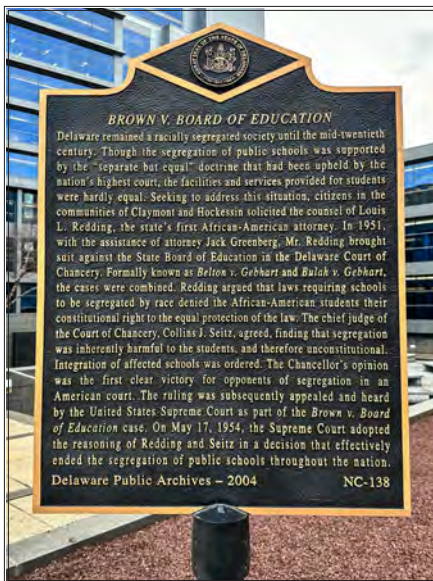 BROWN V. BOARD OF EDUCATION
Delaware remained a racially segregated society until the mid-twentieth
century. Though the segregation of public schools was supported
by the "separate but equal" doctrine that had been upheld by the
nation's highest court, the facilities and services provided for students
were hardly equal. Seeking to address this situation, citizens in the
communities of Claymont and Hockessin solicited the counsel of Louis
L. Redding, the state's first African-American attorney. In 1951,
with the assistance of attorney Jack Greenberg, Mr. Redding brought
suit against the State Board of Education in the Delaware Court of
Chancery. Formally known as Belton v. Gebhart and Bulah v. Gebhart,
the cases were combined. Redding argued that laws requiring schools
to be segregated by race denied the African-American students their
constitutional right to the equal protection of the law. The chief judge of
the Court of Chancery, Collins J. Seitz, agreed, finding that segregation
was inherently harmful to the students, and therefore unconstitutional.
Integration of affected schools was ordered. The Chancellor's opinion
was the first clear victory for opponents of segregation in an
American court. The ruling was subsequently appealed and heard
by the United States Supreme Court as part of the Brown v. Board
of Education case. On May 17, 1954, the Supreme Court adopted
the reasoning of Redding and Seitz in a decision that effectively
ended the segregation of public schools throughout the nation.
Delaware Public Archives – 2004 NC-138